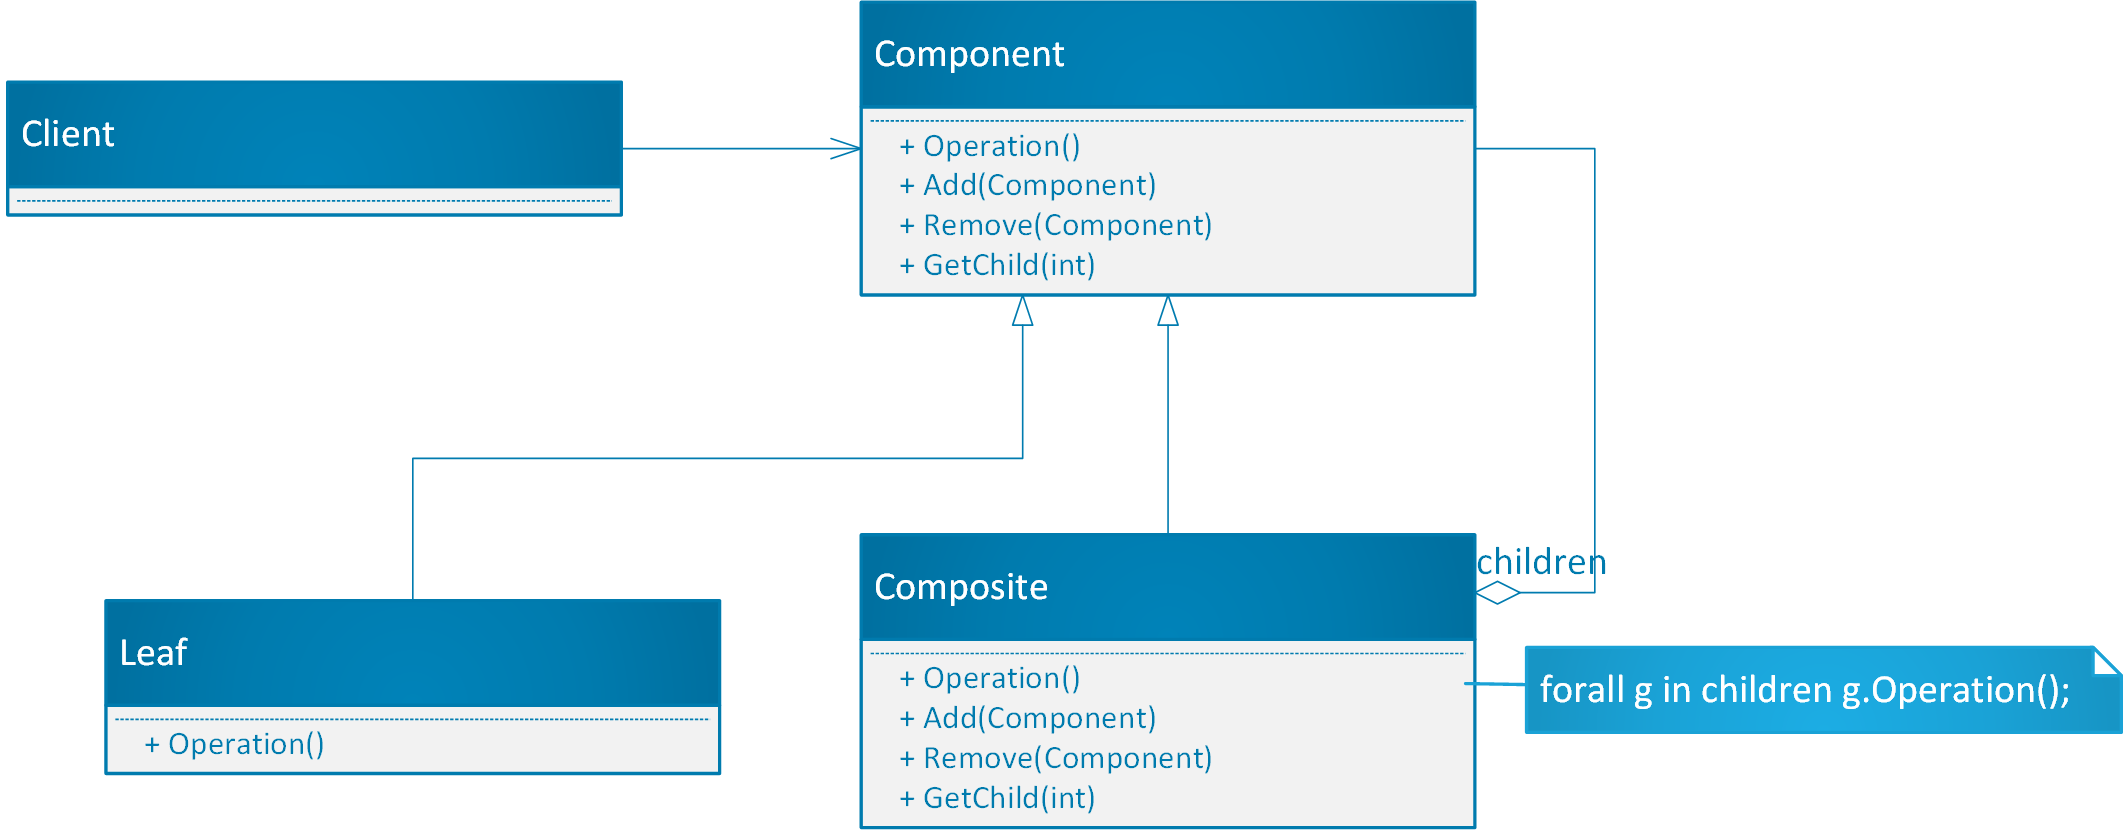 Component
+ Operation()
+ Add(Component)
+ Remove(Component)
+ GetChild(int)
Client
children
Composite
+ Operation()
+ Add(Component)
+ Remove(Component)
+ GetChild(int)
forall g in children g.Operation();
Leaf
+ Operation()